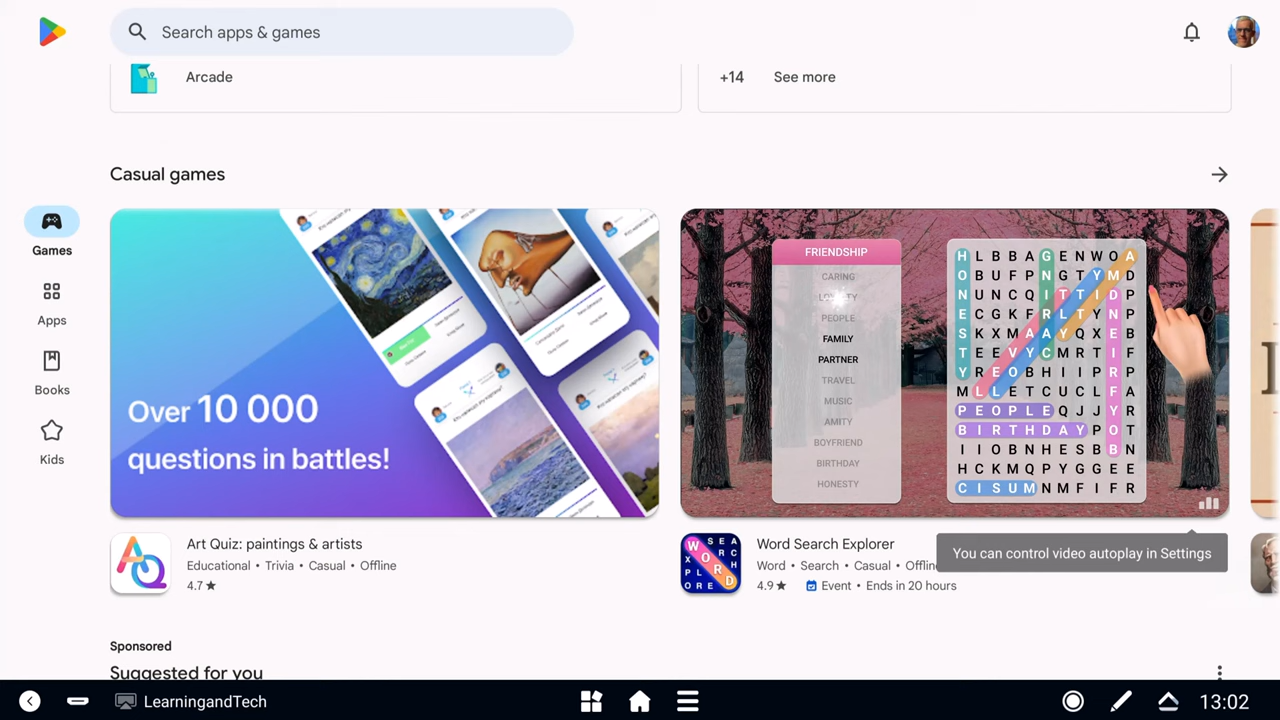 Search apps & games
Arcade
+14 See more
Casual games
Games
Apps
Books
Kids
Over 10 000
questions in battles!
FRIENDSHIP
CARING
LOYALTY
PEOPLE
FAMILY
PARTNER
TRAVEL
MUSIC
AMITY
BOYFRIEND
BIRTHDAY
HONESTY
H L B B A G E N W O A
O B U F P N G T Y M D
N U N C Q I T T I D P
E C G K F R L T Y N P
S K X M A A Y Q X E B
T E E V Y C M R T I F
Y R E O B H I I P R P
M L L E T C U C L F A
P E O P L E Q J J Y R
B I R T H D A Y P O T
I I O B N H E S B B N
H C K M Q P Y G G E E
C I S U M N M F I F R
Art Quiz: paintings & artists
Educational • Trivia • Casual • Offline
4.7 ★
WORD
Word Search Explorer
Word • Search • Casual • Offlin
4.9 ★ Event • Ends in 20 hours
You can control video autoplay in Settings
Sponsored
Suggested for you
LearningandTech
13:02